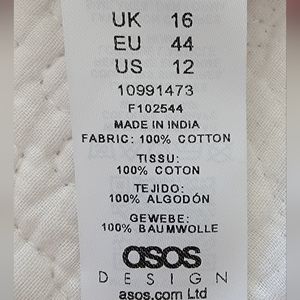 UK 16
EU 44
US 12
10991473
F102544
MADE IN INDIA
FABRIC: 100% COTTON
TISSU:
100% COTON
TEJIDO:
100% ALGODÓN
GEWEBE:
100% BAUMWOLLE
asos
DESIGN
asos.com Ltd